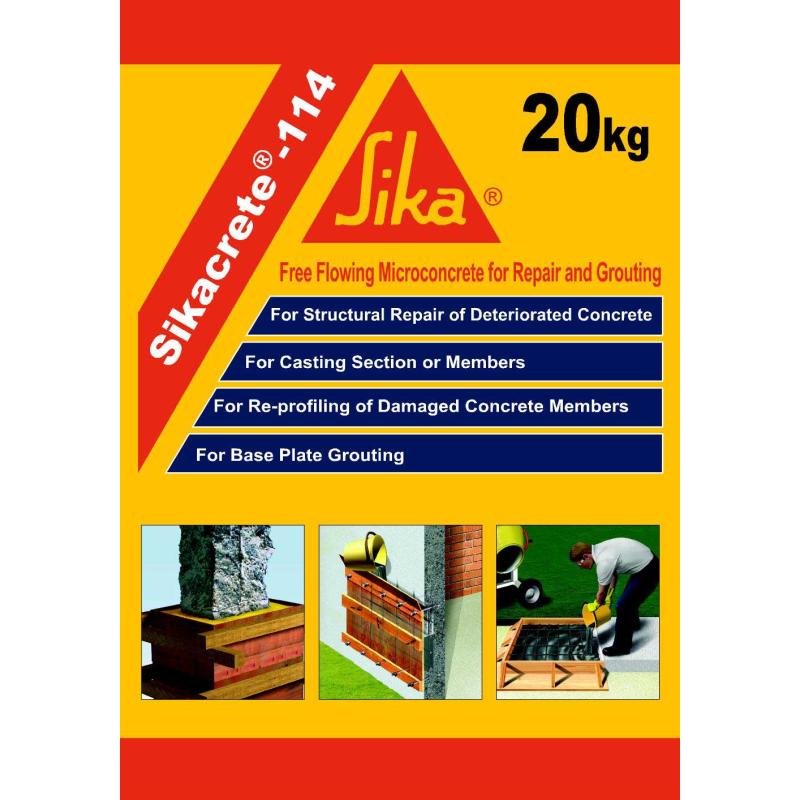 Sikacrete®-114
Sika®
20kg
Free Flowing Microconcrete for Repair and Grouting
For Structural Repair of Deteriorated Concrete
For Casting Section or Members
For Re-profiling of Damaged Concrete Members
For Base Plate Grouting